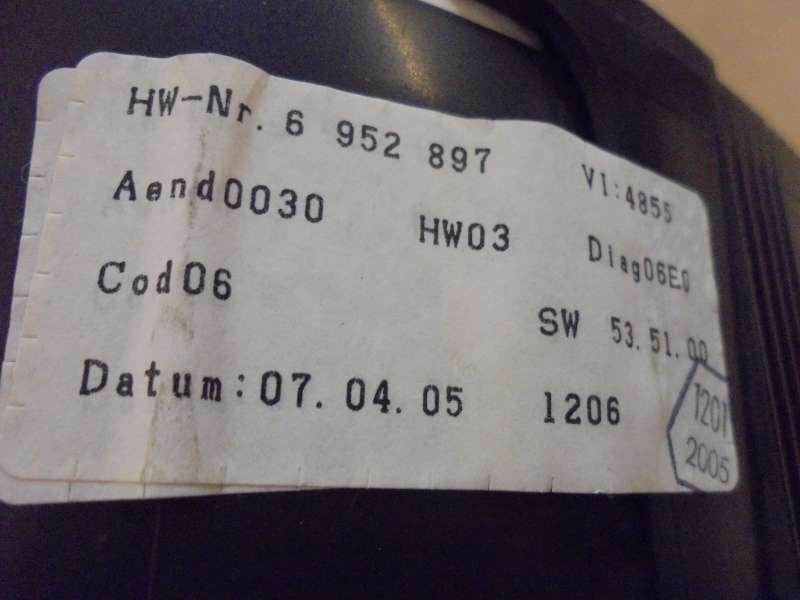 HW-Nr. 6 952 897 VI:4855
Aend0030 HW03 Diag06E0
Cod06 SW 53.51.00
Datum:07.04.05 1206
1201
2005